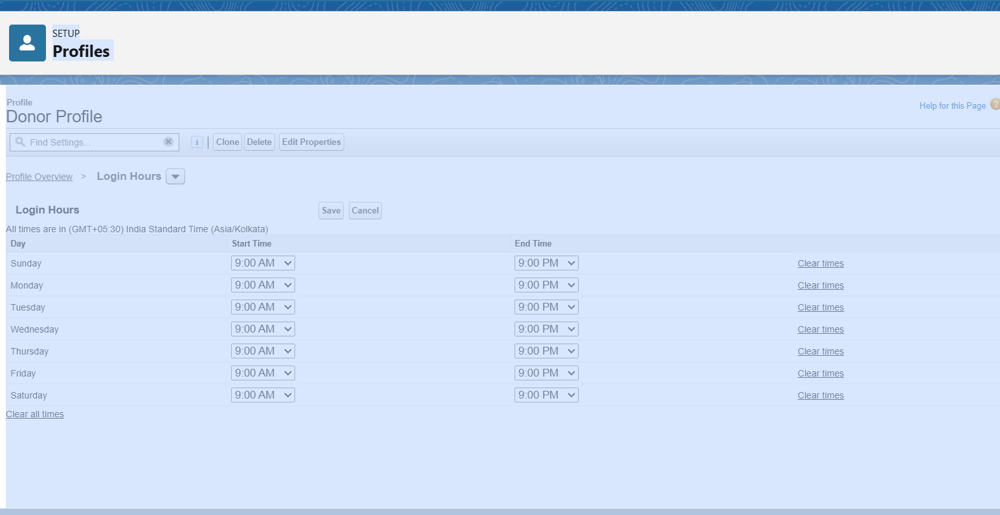 SETUP
Profiles
Profile
Donor Profile
Help for this Page ?
Find Settings...
i | Clone Delete Edit Properties
Profile Overview > Login Hours
Login Hours Save Cancel
All times are in (GMT+05:30) India Standard Time (Asia/Kolkata)
Day Start Time End Time
Sunday 9:00 AM 9:00 PM Clear times
Monday 9:00 AM 9:00 PM Clear times
Tuesday 9:00 AM 9:00 PM Clear times
Wednesday 9:00 AM 9:00 PM Clear times
Thursday 9:00 AM 9:00 PM Clear times
Friday 9:00 AM 9:00 PM Clear times
Saturday 9:00 AM 9:00 PM Clear times
Clear all times